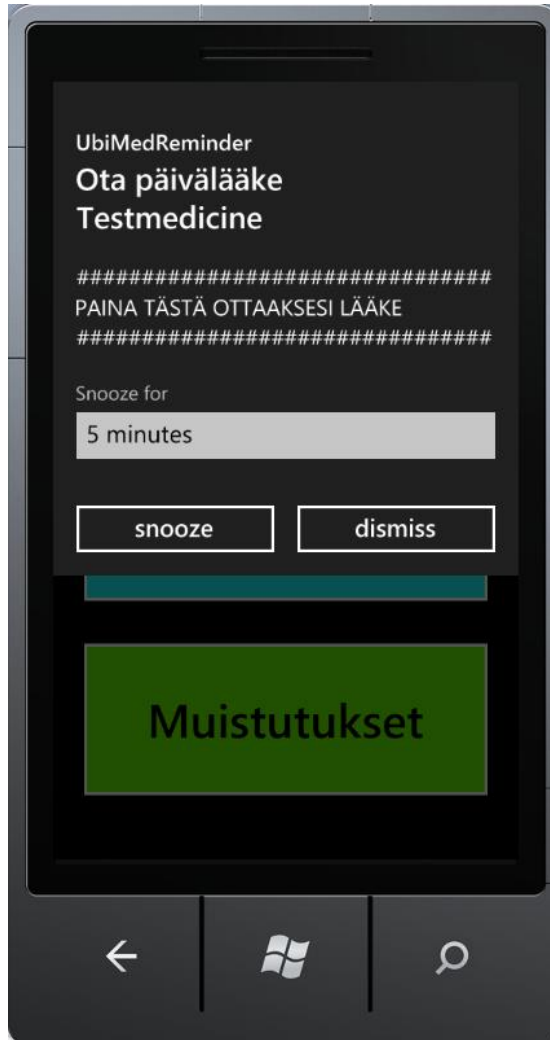 UbiMedReminder
Ota päivälääke
Testmedicine
################################
PAINA TÄSTÄ OTTAAKSESI LÄÄKE
################################
Snooze for
5 minutes
snooze
dismiss
Muistutukset